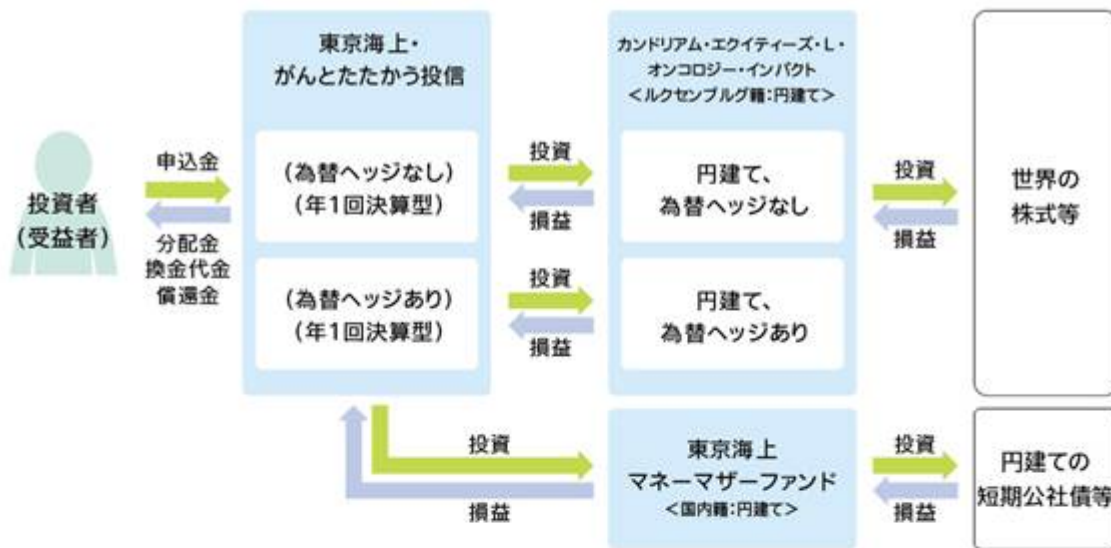 投資者
(受益者)
申込金
分配金
換金代金
償還金
東京海上・
がんとたたかう投信
(為替ヘッジなし)
(年1回決算型)
(為替ヘッジあり)
(年1回決算型)
投資
損益
投資
損益
カンドリアム・エクイティーズ・L・
オンコロジー・インパクト
<ルクセンブルグ籍:円建て>
円建て、
為替ヘッジなし
円建て、
為替ヘッジあり
投資
損益
世界の
株式等
投資
損益
東京海上
マネーマザーファンド
<国内籍:円建て>
投資
損益
円建ての
短期公社債等